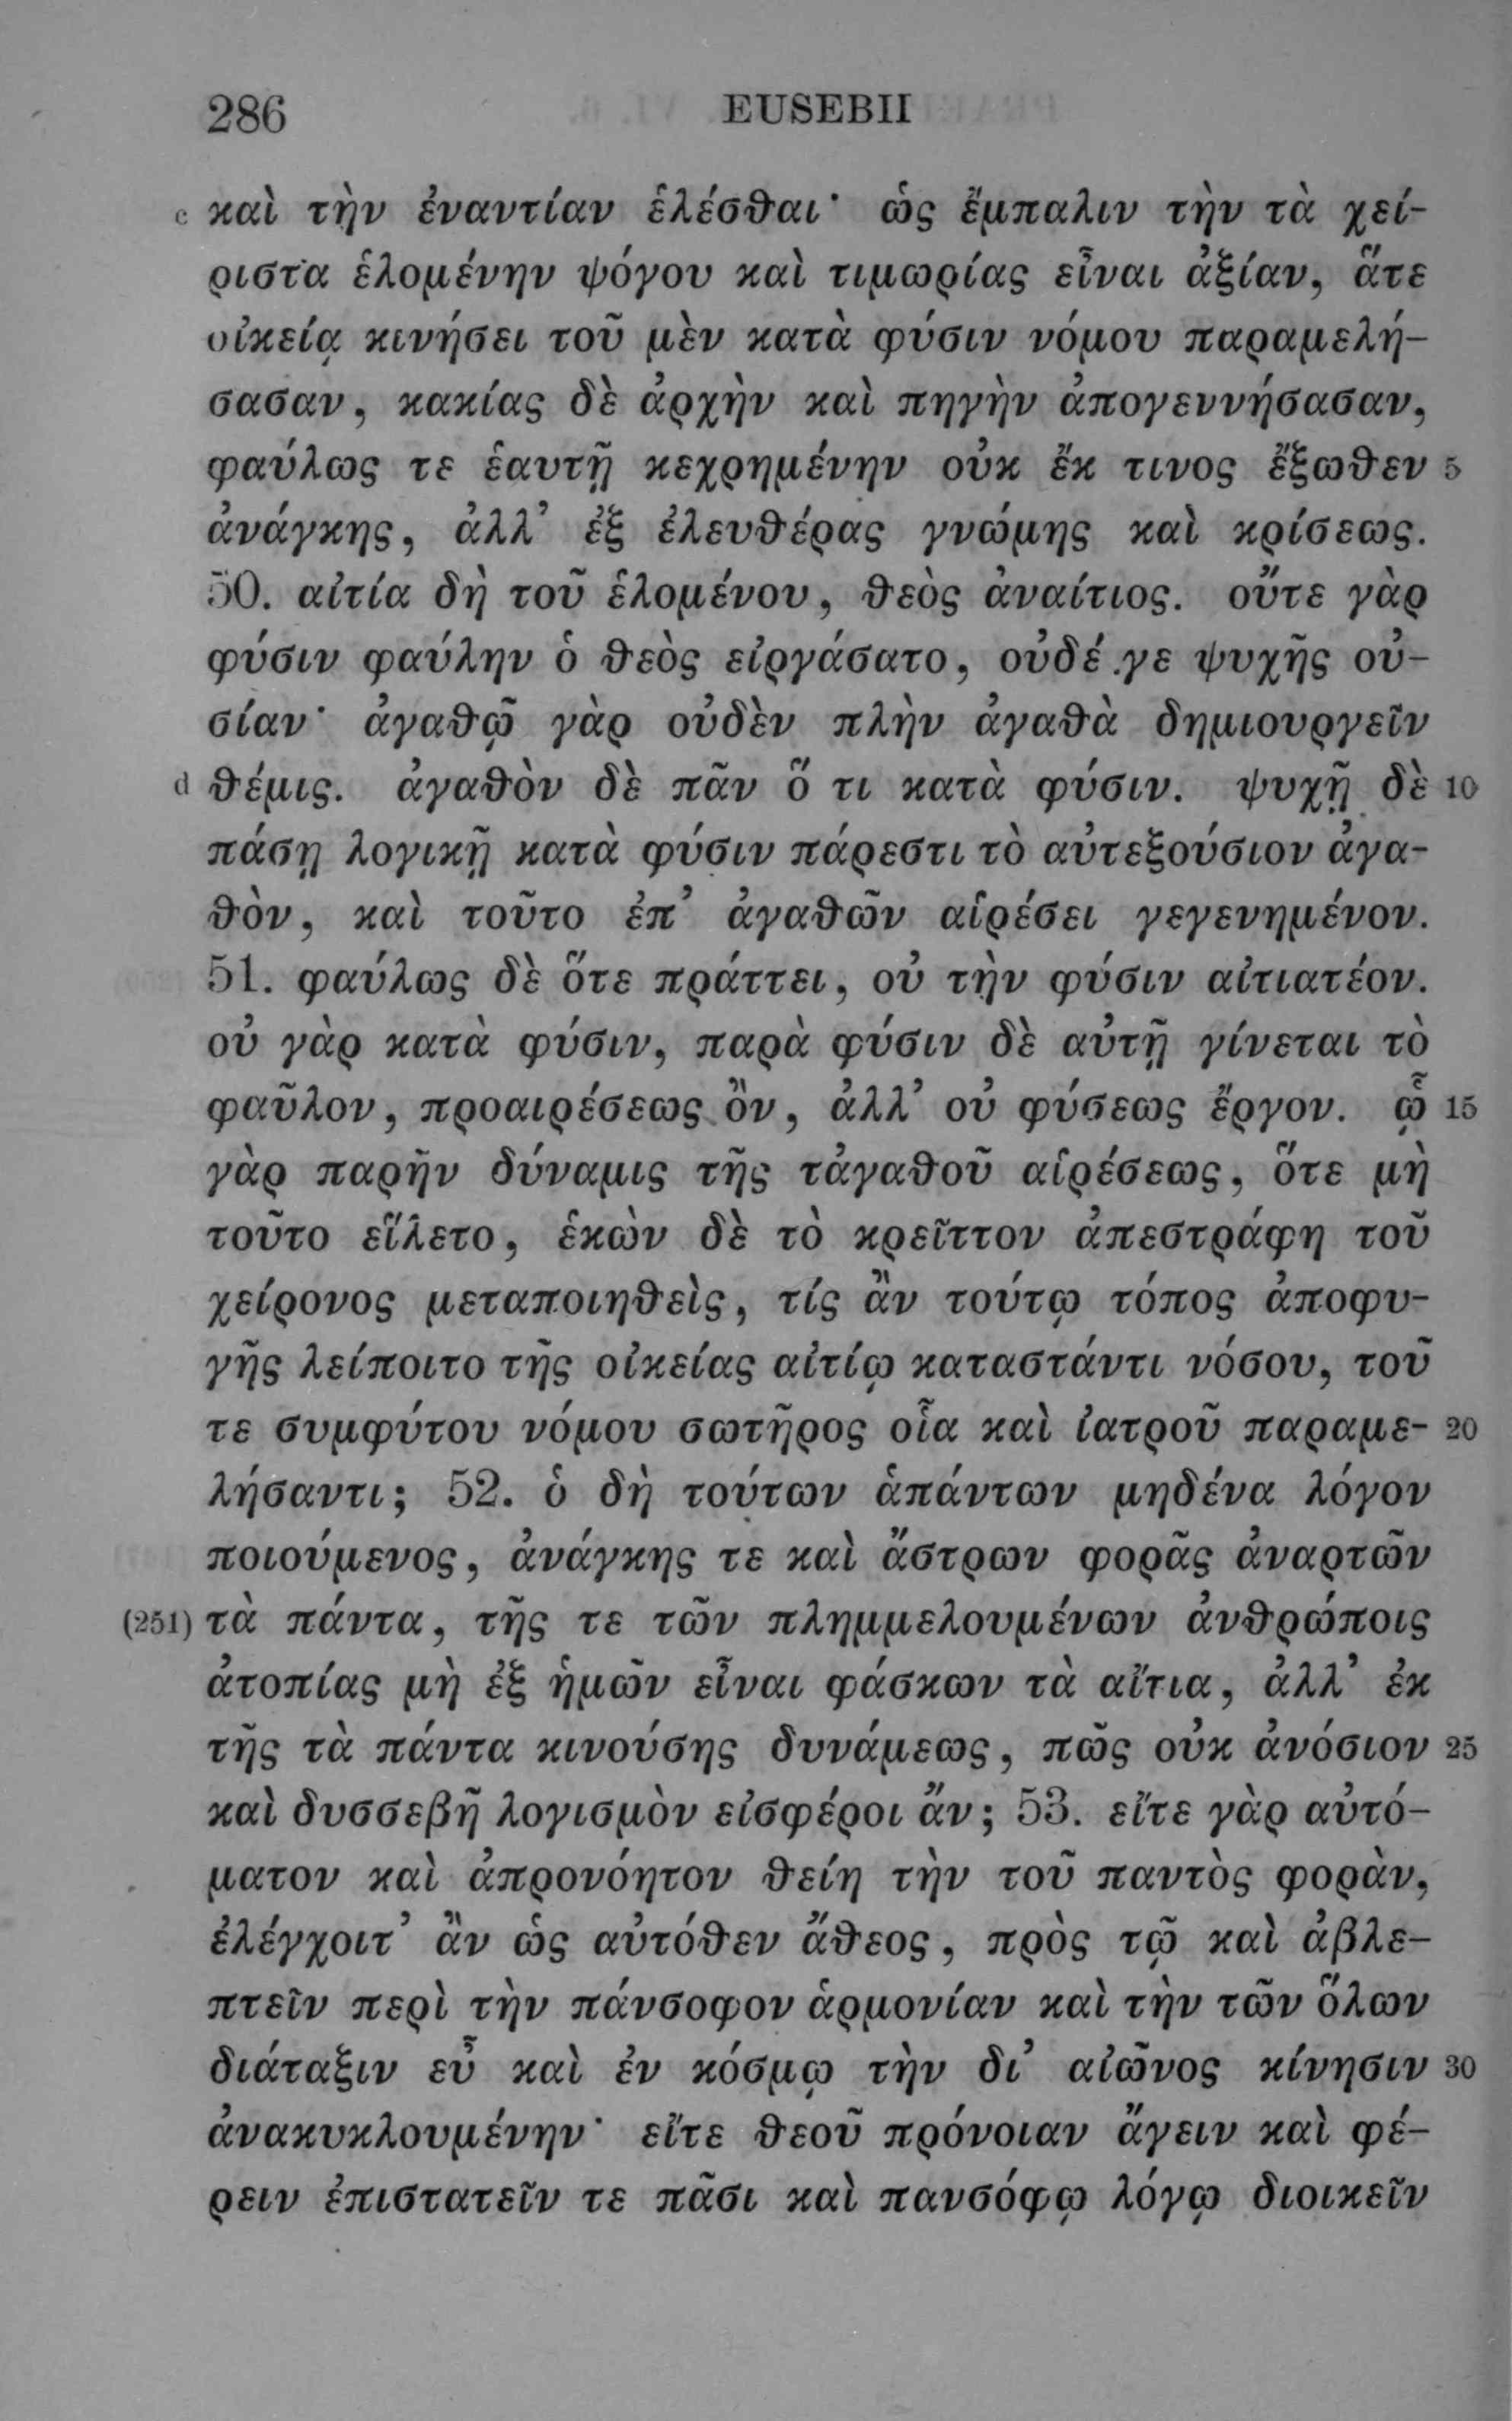 286 EUSEBII
c καὶ τὴν ἐναντίαν ἑλέσθαι· ὡς ἔμπαλιν τὴν τὰ χεί-
ριστα ἑλομένην ψόγου καὶ τιμωρίας εἶναι ἀξίαν, ἅτε
οἰκείᾳ κινήσει τοῦ μὲν κατὰ φύσιν νόμου παραμελή-
σασαν, κακίας δὲ ἀρχὴν καὶ πηγὴν ἀπογεννήσασαν,
φαύλως τε ἑαυτῇ κεχρημένην οὐκ ἔκ τινος ἔξωθεν 5
ἀνάγκης, ἀλλ’ ἐξ ἐλευθέρας γνώμης καὶ κρίσεως.
50. αἰτία δὴ τοῦ ἑλομένου, θεὸς ἀναίτιος. οὔτε γὰρ
φύσιν φαύλην ὁ θεὸς εἰργάσατο, οὐδέ γε ψυχῆς οὐ-
σίαν· ἀγαθῷ γὰρ οὐδὲν πλὴν ἀγαθὰ δημιουργεῖν
d θέμις. ἀγαθὸν δὲ πᾶν ὅ τι κατὰ φύσιν. ψυχῇ δὲ 10
πάσῃ λογικῇ κατὰ φύσιν πάρεστι τὸ αὐτεξούσιον ἀγα-
θὸν, καὶ τοῦτο ἐπ’ ἀγαθῶν αἱρέσει γεγενημένον.
51. φαύλως δὲ ὅτε πράττει, οὐ τὴν φύσιν αἰτιατέον.
οὐ γὰρ κατὰ φύσιν, παρὰ φύσιν δὲ αὐτῇ γίνεται τὸ
φαῦλον, προαιρέσεως ὂν, ἀλλ’ οὐ φύσεως ἔργον. ᾧ 15
γὰρ παρῆν δύναμις τῆς τἀγαθοῦ αἱρέσεως, ὅτε μὴ
τοῦτο εἵλετο, ἑκὼν δὲ τὸ κρεῖττον ἀπεστράφη τοῦ
χείρονος μεταποιηθεὶς, τίς ἂν τούτῳ τόπος ἀποφυ-
γῆς λείποιτο τῆς οἰκείας αἰτίῳ καταστάντι νόσου, τοῦ
τε συμφύτου νόμου σωτῆρος οἷα καὶ ἰατροῦ παραμε- 20
λήσαντι; 52. ὁ δὴ τούτων ἁπάντων μηδένα λόγον
ποιούμενος, ἀνάγκης τε καὶ ἄστρων φορᾶς ἀναρτῶν
(251) τὰ πάντα, τῆς τε τῶν πλημμελουμένων ἀνθρώποις
ἀτοπίας μὴ ἐξ ἡμῶν εἶναι φάσκων τὰ αἴτια, ἀλλ’ ἐκ
τῆς τὰ πάντα κινούσης δυνάμεως, πῶς οὐκ ἀνόσιον 25
καὶ δυσσεβῆ λογισμὸν εἰσφέροι ἄν; 53. εἴτε γὰρ αὐτό-
ματον καὶ ἀπρονόητον θείη τὴν τοῦ παντὸς φορὰν,
ἐλέγχοιτ’ ἂν ὡς αὐτόθεν ἄθεος, πρὸς τῷ καὶ ἀβλε-
πτεῖν περὶ τὴν πάνσοφον ἁρμονίαν καὶ τὴν τῶν ὅλων
διάταξιν εὖ καὶ ἐν κόσμῳ τὴν δι’ αἰῶνος κίνησιν 30
ἀνακυκλουμένην· εἴτε θεοῦ πρόνοιαν ἄγειν καὶ φέ-
ρειν ἐπιστατεῖν τε πᾶσι καὶ πανσόφῳ λόγῳ διοικεῖν